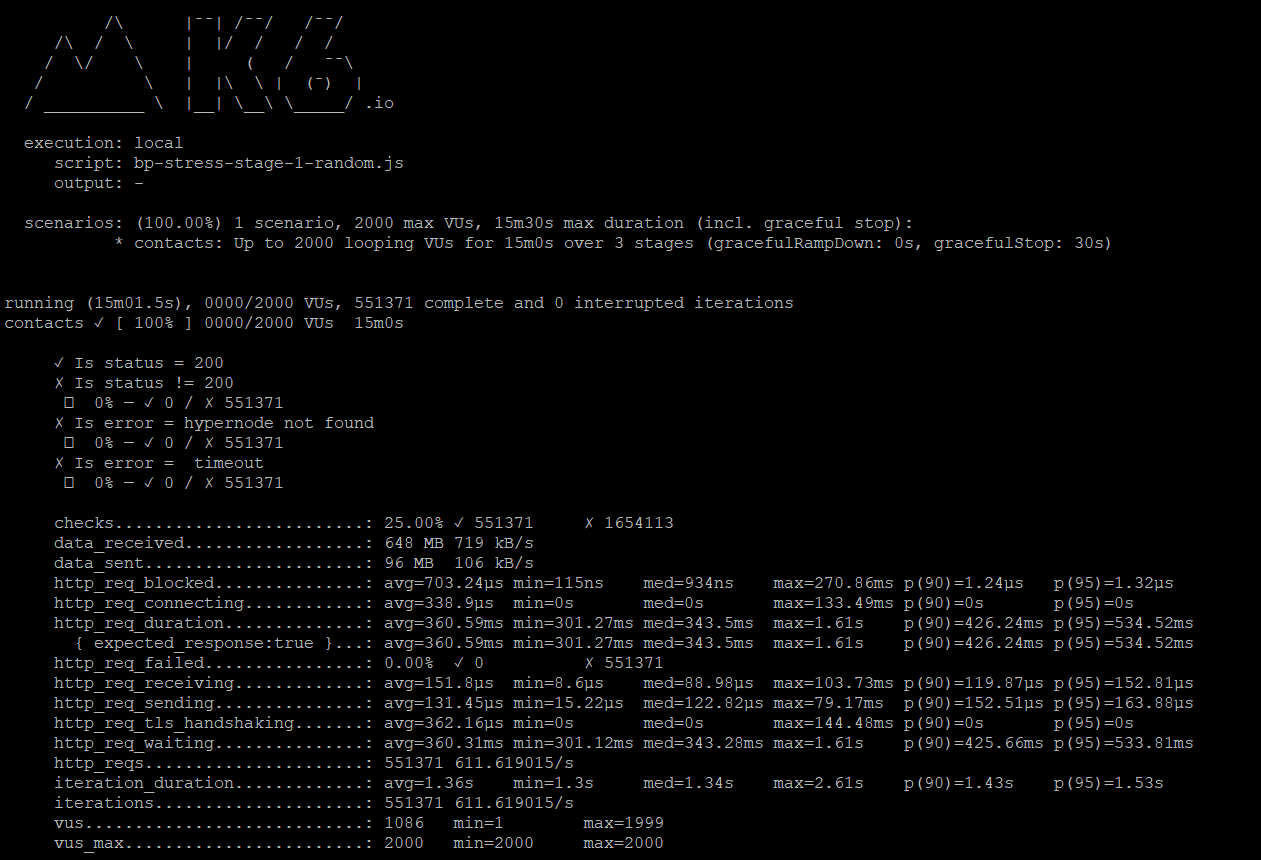 /\      |‾‾| /‾‾/   /‾‾/
     /\  /  \     |  |/  /   /  /
    /  \/    \    |     (   /   ‾‾\
   /          \   |  |\  \ |  (‾)  |
  / __________ \  |__| \__\ \_____/ .io
execution: local
script: bp-stress-stage-1-random.js
output: -
scenarios: (100.00%) 1 scenario, 2000 max VUs, 15m30s max duration (incl. graceful stop):
* contacts: Up to 2000 looping VUs for 15m0s over 3 stages (gracefulRampDown: 0s, gracefulStop: 30s)
running (15m01.5s), 0000/2000 VUs, 551371 complete and 0 interrupted iterations
contacts ✓ [ 100% ] 0000/2000 VUs  15m0s
✓ Is status = 200
✗ Is status != 200
□  0% — ✓ 0 / ✗ 551371
✗ Is error = hypernode not found
□  0% — ✓ 0 / ✗ 551371
✗ Is error =  timeout
□  0% — ✓ 0 / ✗ 551371
checks.........................: 25.00% ✓ 551371     ✗ 1654113
data_received..................: 648 MB 719 kB/s
data_sent......................: 96 MB  106 kB/s
http_req_blocked...............: avg=703.24µs min=115ns    med=934ns    max=270.86ms p(90)=1.24µs   p(95)=1.32µs
http_req_connecting............: avg=338.9µs  min=0s       med=0s       max=133.49ms p(90)=0s       p(95)=0s
http_req_duration..............: avg=360.59ms min=301.27ms med=343.5ms  max=1.61s    p(90)=426.24ms p(95)=534.52ms
{ expected_response:true }...: avg=360.59ms min=301.27ms med=343.5ms  max=1.61s    p(90)=426.24ms p(95)=534.52ms
http_req_failed................: 0.00%  ✓ 0          ✗ 551371
http_req_receiving.............: avg=151.8µs  min=8.6µs    med=88.98µs  max=103.73ms p(90)=119.87µs p(95)=152.81µs
http_req_sending...............: avg=131.45µs min=15.22µs  med=122.82µs max=79.17ms  p(90)=152.51µs p(95)=163.88µs
http_req_tls_handshaking.......: avg=362.16µs min=0s       med=0s       max=144.48ms p(90)=0s       p(95)=0s
http_req_waiting...............: avg=360.31ms min=301.12ms med=343.28ms max=1.61s    p(90)=425.66ms p(95)=533.81ms
http_reqs......................: 551371 611.619015/s
iteration_duration.............: avg=1.36s    min=1.3s     med=1.34s    max=2.61s    p(90)=1.43s    p(95)=1.53s
iterations.....................: 551371 611.619015/s
vus............................: 1086   min=1        max=1999
vus_max........................: 2000   min=2000     max=2000